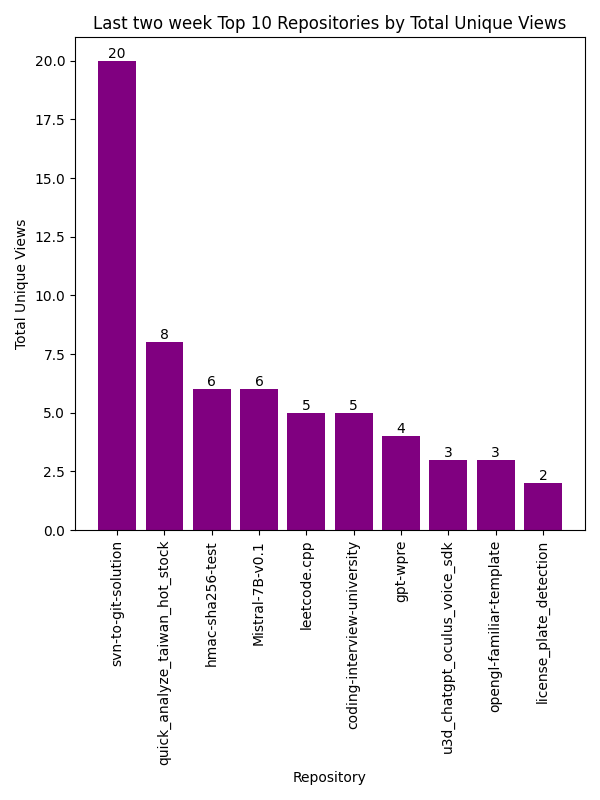 Last two week Top 10 Repositories by Total Unique Views
Total Unique Views
20.0
17.5
15.0
12.5
10.0
7.5
5.0
2.5
0.0
20
8
6
6
5
5
4
3
3
2
svn-to-git-solution
quick_analyze_taiwan_hot_stock
hmac-sha256-test
Mistral-7B-v0.1
leetcode.cpp
coding-interview-university
gpt-wpre
u3d_chatgpt_oculus_voice_sdk
opengl-familiar-template
license_plate_detection
Repository